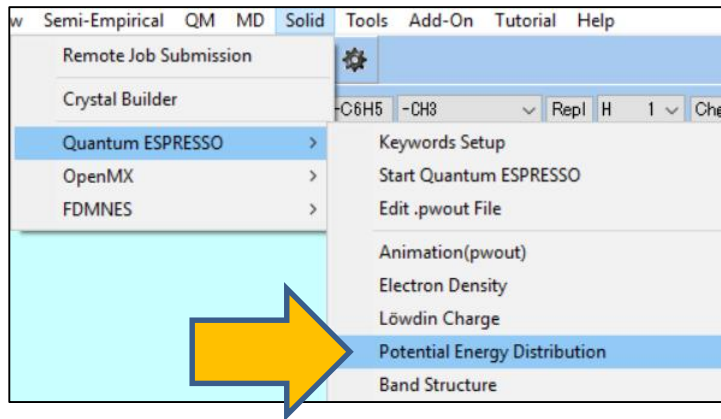 w Semi-Empirical QM MD Solid Tools Add-On Tutorial Help
Remote Job Submission
Crystal Builder
-C6H5 -CH3 Repl H 1 Che
Quantum ESPRESSO > Keywords Setup
OpenMX > Start Quantum ESPRESSO
FDMNES > Edit .pwout File
Animation(pwout)
Electron Density
Löwdin Charge
Potential Energy Distribution
Band Structure